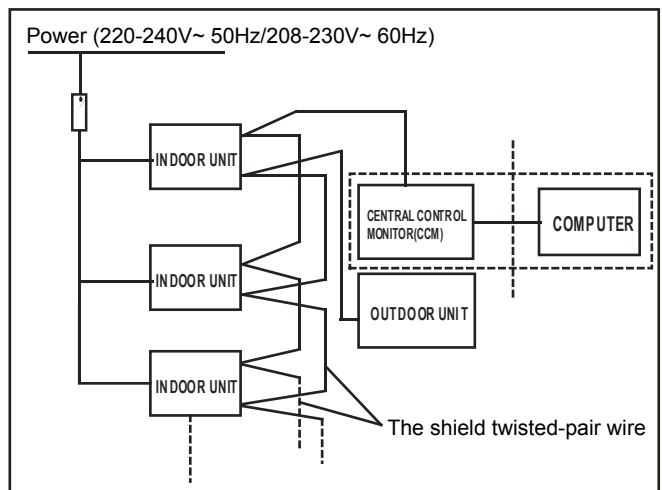 Power (220-240V~ 50Hz/208-230V~ 60Hz)
INDOOR UNIT
CENTRAL CONTROL
MONITOR(CCM)
COMPUTER
INDOOR UNIT
OUTDOOR UNIT
INDOOR UNIT
The shield twisted-pair wire